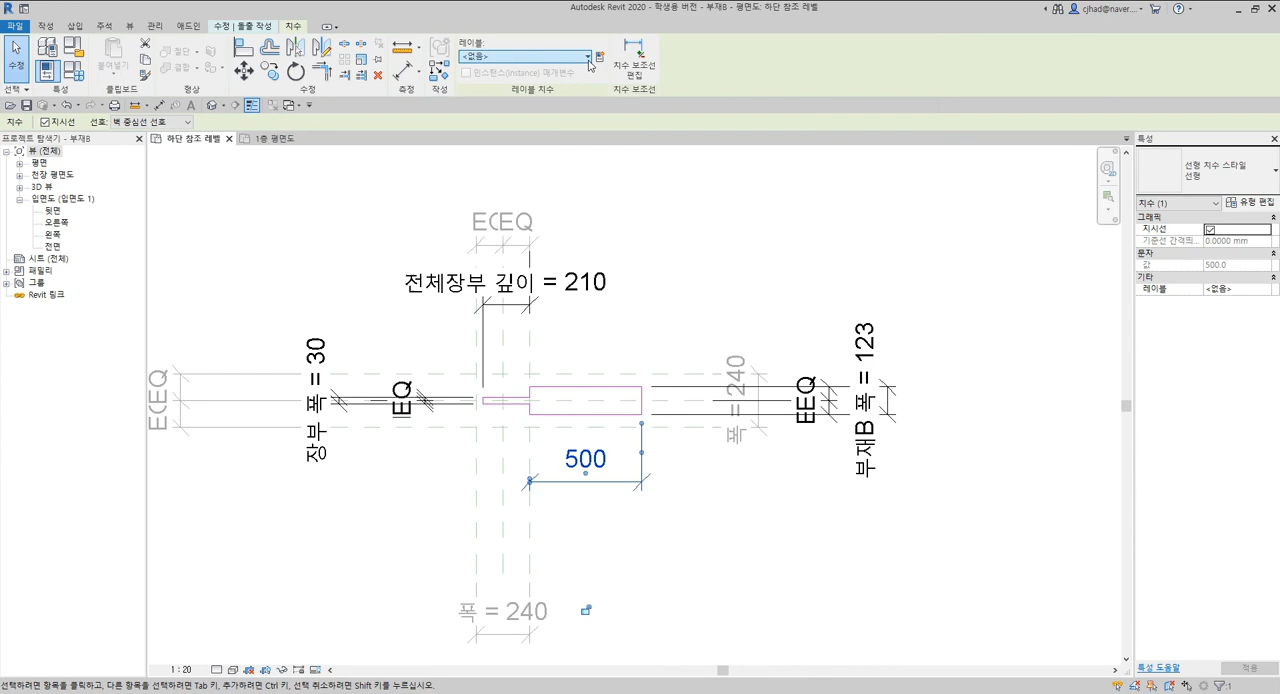 Autodesk Revit 2020 - 학생용 버전 - 부재B - 평면도: 하단 참조 레벨
cjhad@naver....
파일 작성 삽입 주석 뷰 관리 애드인 수정 | 돌출 작성 치수
수정
붙여넣기
절단
결합
레이블:
<없음>
인스턴스(Instance) 매개변수
치수 보조선
편집
선택 특성 클립보드 형상 수정 측정 작성 레이블 치수 치수 보조선
치수 지시선 선호: 벽 중심선 선호
프로젝트 탐색기 - 부재B
하단 참조 레벨 1층 평면도
특성
뷰 (전체)
평면
천장 평면도
3D 뷰
입면도 (입면도 1)
뒷면
오른쪽
왼쪽
전면
시트 (전체)
패밀리
그룹
Revit 링크
선형 치수 스타일
선형
치수 (1) 유형 편집
그래픽
지시선
기준선 간격띄... 0.0000 mm
문자
값 500.0
기타
레이블 <없음>
EQ
전체장부 깊이 = 210
장부 폭 = 30
EQ
폭 = 240
EQ
부재B 폭 = 123
500
폭 = 240
1 : 20
특성 도움말 적용
선택하려면 항목을 클릭하고, 다른 항목을 선택하려면 Tab 키, 추가하려면 Ctrl 키, 선택 취소하려면 Shift 키를 누르십시오.
:1